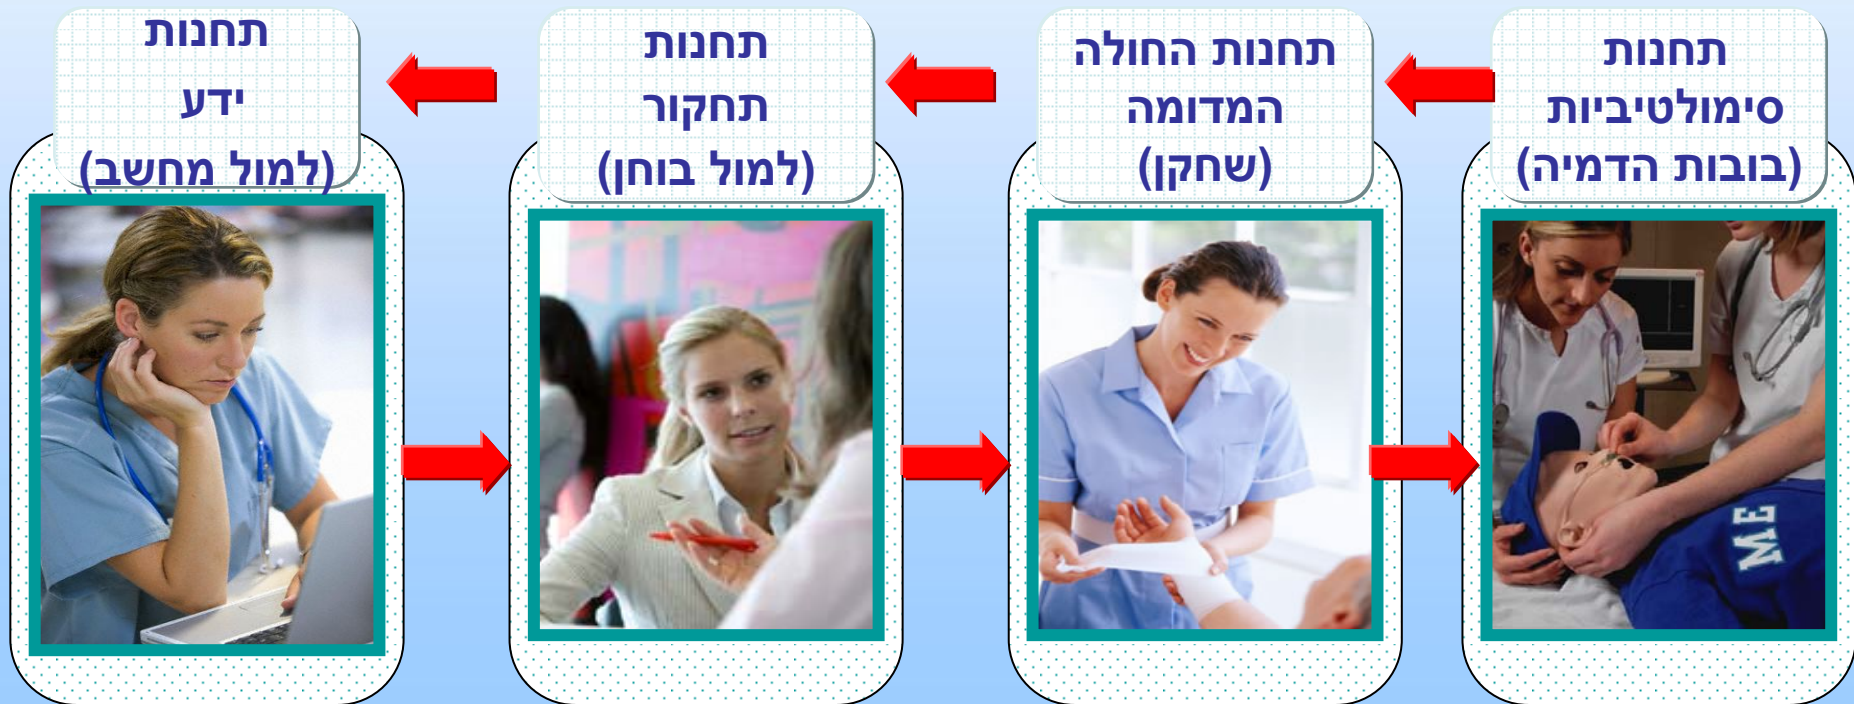 תחנות
סימולטיביות
(בובות הדמיה)
תחנות החולה
המדומה
(שחקן)
תחנות
תחקור
(למול בוחן)
תחנות
ידע
(למול מחשב)
ME